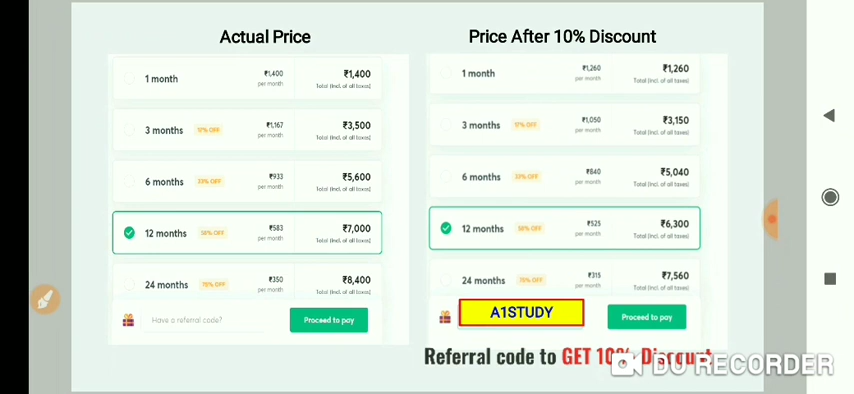 Actual Price
1 month ₹1,400 per month ₹1,400 Total (Incl. of all taxes)
3 months 17% OFF ₹1,167 per month ₹3,500 Total (Incl. of all taxes)
6 months 33% OFF ₹933 per month ₹5,600 Total (Incl. of all taxes)
12 months 58% OFF ₹583 per month ₹7,000 Total (Incl. of all taxes)
24 months 75% OFF ₹350 per month ₹8,400 Total (Incl. of all taxes)
Have a referral code? Proceed to pay
Price After 10% Discount
1 month ₹1,260 per month ₹1,260 Total (Incl. of all taxes)
3 months 17% OFF ₹1,050 per month ₹3,150 Total (Incl. of all taxes)
6 months 33% OFF ₹840 per month ₹5,040 Total (Incl. of all taxes)
12 months 58% OFF ₹525 per month ₹6,300 Total (Incl. of all taxes)
24 months 75% OFF ₹315 per month ₹7,560 Total (Incl. of all taxes)
A1STUDY Proceed to pay
Referral code to GET 10% Discount
DU RECORDER